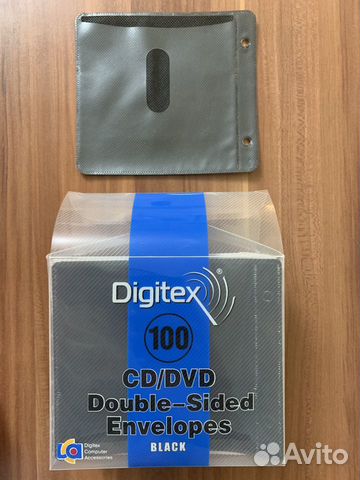 Digitex
100
CD/DVD
Double-Sided
Envelopes
BLACK
Digitex
Computer
Accessories
Avito